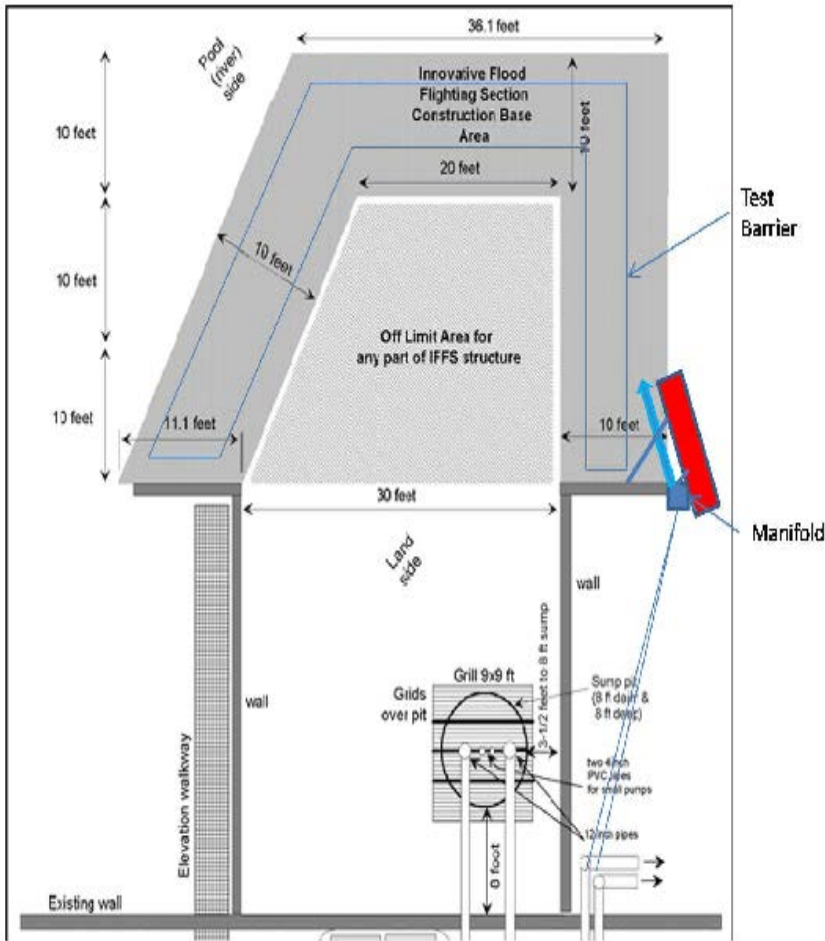 36.1 feet
Pool
(river)
side
Innovative Flood
Flighting Section
Construction Base
Area
10 feet
10 feet
20 feet
Test
Barrier
10 feet
10 feet
Off Limit Area for
any part of IFFS structure
10 feet
11.1 feet
10 feet
30 feet
Manifold
Land
side
wall
wall
Grill 9x9 ft
Grids
over pit
Sump pit
(8 ft diam &
8 ft deep)
3-1/2 feet to 8 ft sump
two 4 inch
PVC pipes
for small pumps
12 inch pipes
Elevation walkway
foot
Existing wall